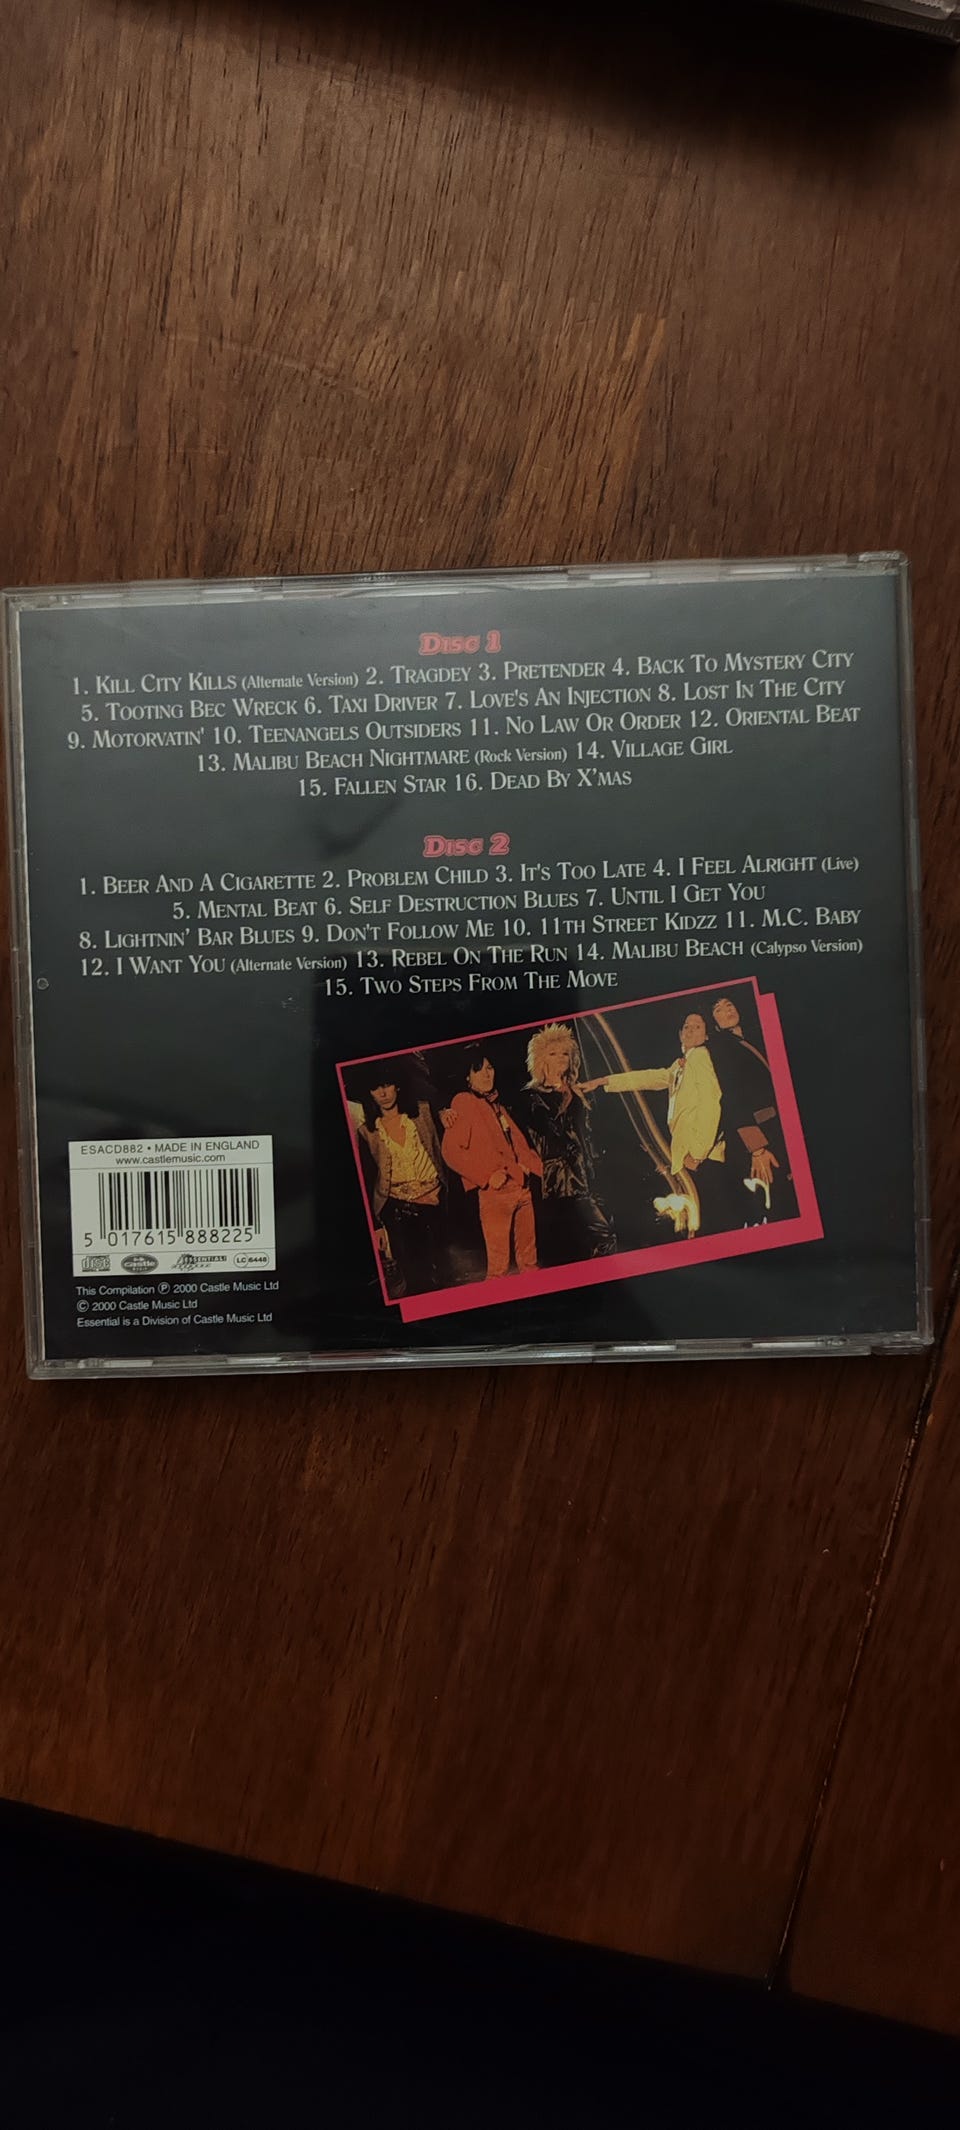 Disc 1
1. Kill City Kills (Alternate Version) 2. Tragdey 3. Pretender 4. Back To Mystery City
5. Tooting Bec Wreck 6. Taxi Driver 7. Love's An Injection 8. Lost In The City
9. Motorvatin' 10. Teenangels Outsiders 11. No Law Or Order 12. Oriental Beat
13. Malibu Beach Nightmare (Rock Version) 14. Village Girl
15. Fallen Star 16. Dead By X'mas
Disc 2
1. Beer And A Cigarette 2. Problem Child 3. It's Too Late 4. I Feel Alright (Live)
5. Mental Beat 6. Self Destruction Blues 7. Until I Get You
8. Lightnin' Bar Blues 9. Don't Follow Me 10. 11th Street Kidzz 11. M.C. Baby
12. I Want You (Alternate Version) 13. Rebel On The Run 14. Malibu Beach (Calypso Version)
15. Two Steps From The Move
ESACD882 • MADE IN ENGLAND
www.castlemusic.com
5 017615 888225
disc castle ESSENTIAL! LC 6448
This Compilation ℗ 2000 Castle Music Ltd
© 2000 Castle Music Ltd
Essential is a Division of Castle Music Ltd